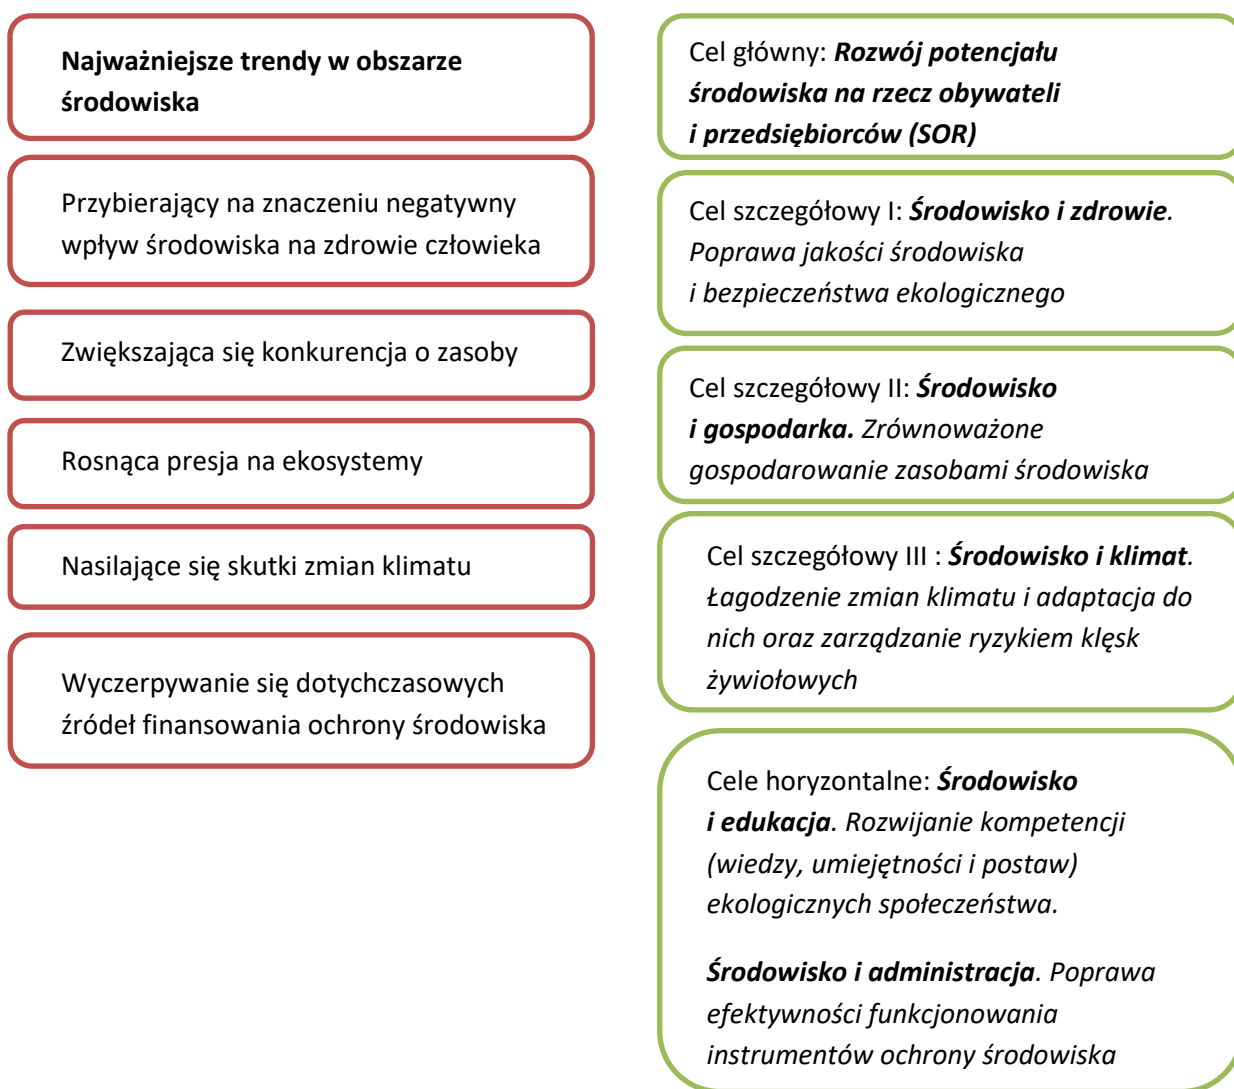 Najważniejsze trendy w obszarze
środowiska
Przybierający na znaczeniu negatywny
wpływ środowiska na zdrowie człowieka
Zwiększająca się konkurencja o zasoby
Rosnąca presja na ekosystemy
Nasilające się skutki zmian klimatu
Wyczerpywanie się dotychczasowych
źródeł finansowania ochrony środowiska
Cel główny: Rozwój potencjału
środowiska na rzecz obywateli
i przedsiębiorców (SOR)
Cel szczegółowy I: Środowisko i zdrowie.
Poprawa jakości środowiska
i bezpieczeństwa ekologicznego
Cel szczegółowy II: Środowisko
i gospodarka. Zrównoważone
gospodarowanie zasobami środowiska
Cel szczegółowy III : Środowisko i klimat.
Łagodzenie zmian klimatu i adaptacja do
nich oraz zarządzanie ryzykiem klęsk
żywiołowych
Cele horyzontalne: Środowisko
i edukacja. Rozwijanie kompetencji
(wiedzy, umiejętności i postaw)
ekologicznych społeczeństwa.
Środowisko i administracja. Poprawa
efektywności funkcjonowania
instrumentów ochrony środowiska